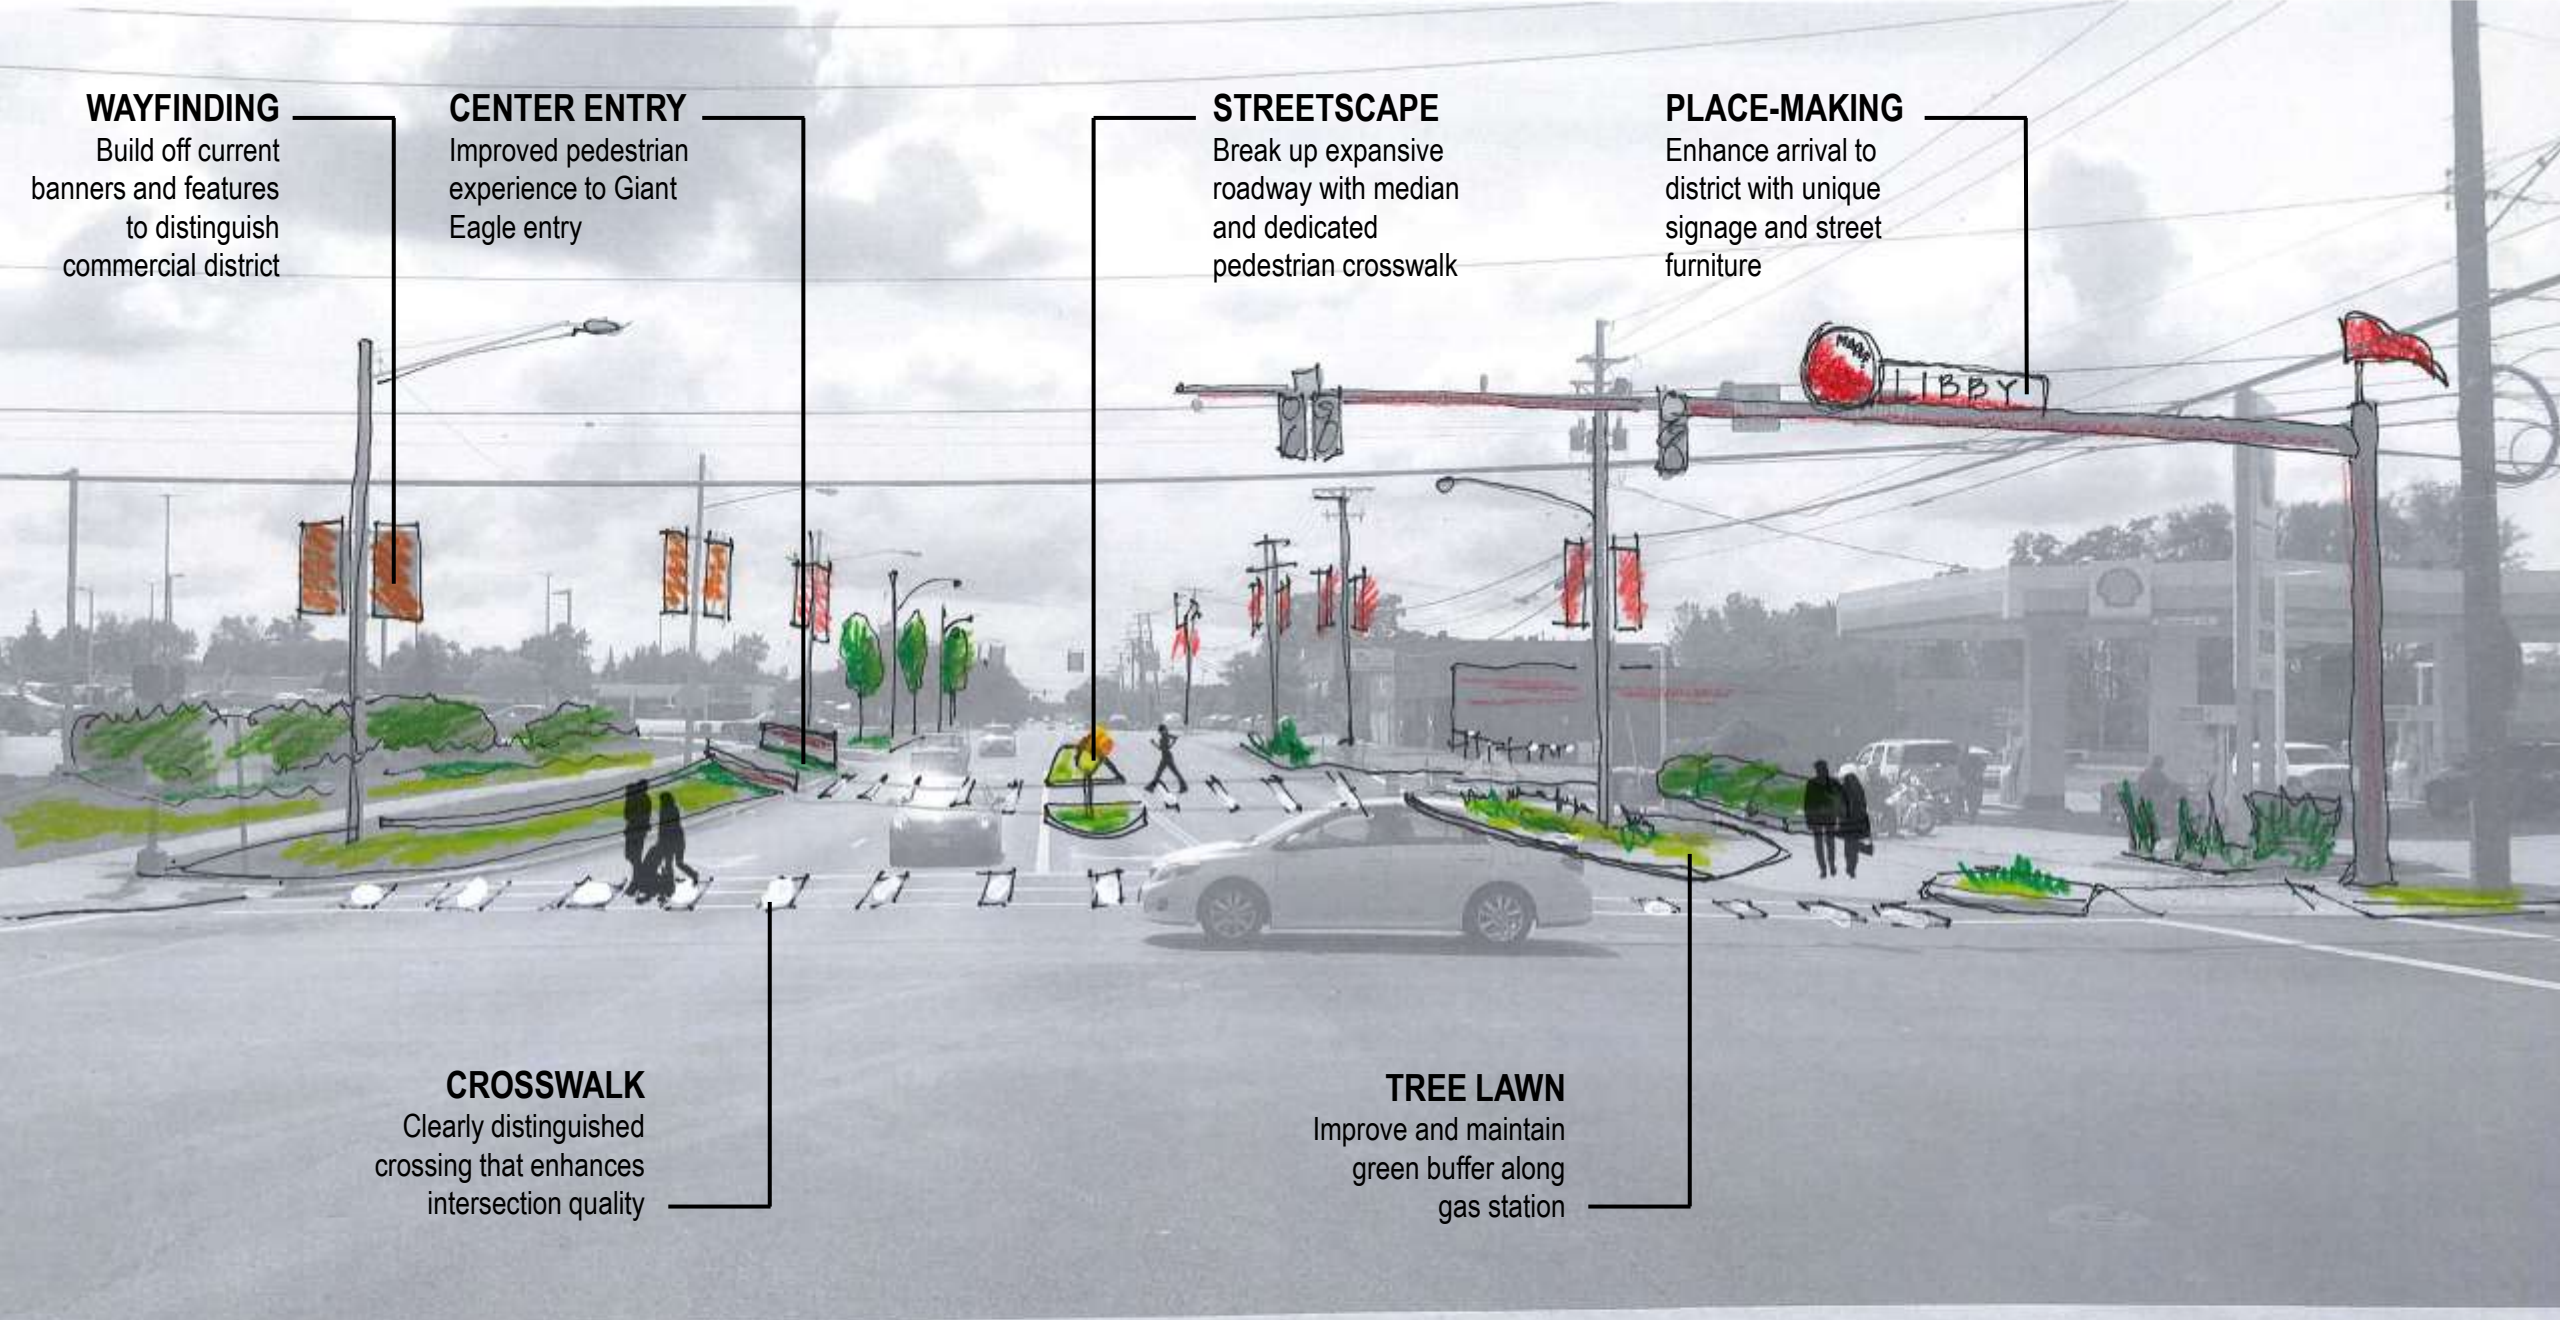 WAYFINDING
Build off current
banners and features
to distinguish
commercial district
CENTER ENTRY
Improved pedestrian
experience to Giant
Eagle entry
STREETSCAPE
Break up expansive
roadway with median
and dedicated
pedestrian crosswalk
PLACE-MAKING
Enhance arrival to
district with unique
signage and street
furniture
LIBBY
CROSSWALK
Clearly distinguished
crossing that enhances
intersection quality
TREE LAWN
Improve and maintain
green buffer along
gas station